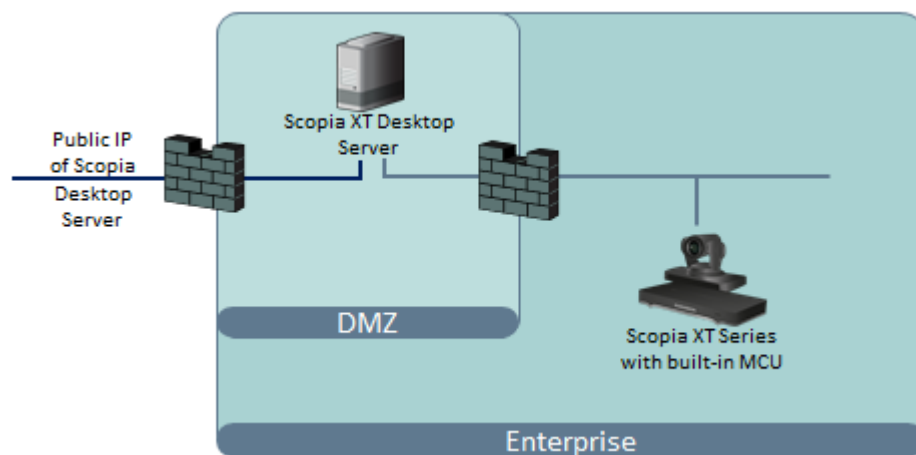 Scopia XT Desktop
Server
Public IP
of Scopia
Desktop
Server
DMZ
Scopia XT Series
with built-in MCU
Enterprise